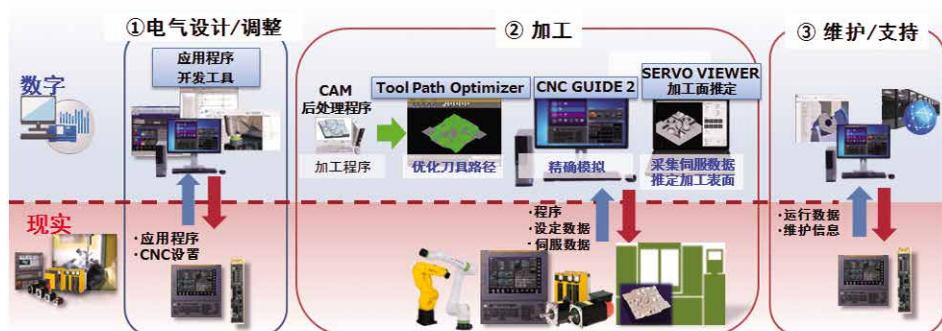 ①电气设计/调整
② 加工
③ 维护/支持
数字
应用程序
开发工具
CAM
后处理程序
加工程序
Tool Path Optimizer
优化刀具路径
CNC GUIDE 2
精确模拟
SERVO VIEWER
加工面推定
采集伺服数据
推定加工表面
现实
·应用程序
·CNC设置
·程序
·设定数据
·伺服数据
·运行数据
·维护信息